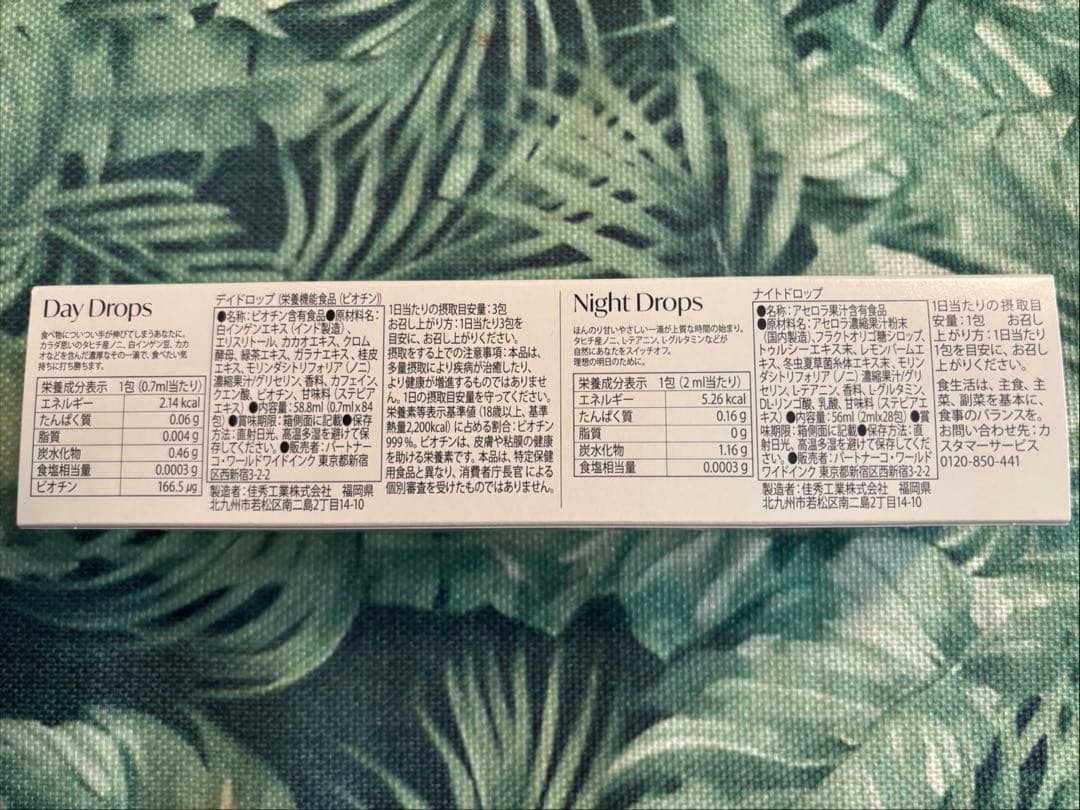 Day Drops
食べ物についつい手が伸びてしまうあなたに。
カラダ思いのタヒチ産ノニ、白インゲン豆、カカ
オなどを含んだ濃厚なその一滴で、食べたい気
持ちに打ち勝ちます。
栄養成分表示 1包 (0.7ml当たり)
エネルギー 2.14 kcal
たんぱく質 0.06 g
脂質 0.004 g
炭水化物 0.46 g
食塩相当量 0.0003 g
ビオチン 166.5 μg
デイドロップ (栄養機能食品 (ビオチン))
●名称:ビオチン含有食品●原材料名:
白インゲンエキス (インド製造)、
エリスリトール、カカオエキス、クロム
酵母、緑茶エキス、ガラナエキス、桂皮
エキス、モリンダシトリフォリア (ノニ)
濃縮果汁/グリセリン、香料、カフェイン、
クエン酸、ビオチン、甘味料 (ステビア
エキス) ●内容量:58.8ml (0.7ml×84
包) ●賞味期限:箱側面に記載●保存
方法:直射日光、高温多湿を避けて保
存してください。●販売者:パートナー
コ・ワールドワイドインク 東京都新宿
区西新宿3-2-2
製造者:佳秀工業株式会社 福岡県
北九州市若松区南二島2丁目14-10
1日当たりの摂取目安量:3包
お召し上がり方:1日当たり3包を
目安に、お召し上がりください。
摂取をする上での注意事項:本品は、
多量摂取により疾病が治癒したり、
より健康が増進するものではありませ
ん。1日の摂取目安量を守ってください。
栄養素等表示基準値 (18歳以上、基準
熱量2,200kcal) に占める割合:ビオチン
999%。ビオチンは、皮膚や粘膜の健康
を助ける栄養素です。本品は、特定保健
用食品と異なり、消費者庁長官による
個別審査を受けたものではありません。
Night Drops
ほんのり甘いやさしい一滴が上質な時間の始まり。
タヒチ産ノニ、L-テアニン、L-グルタミンなどが
自然にあなたをスイッチオフ。
理想の明日のために。
栄養成分表示 1包 (2 ml当たり)
エネルギー 5.26 kcal
たんぱく質 0.16 g
脂質 0 g
炭水化物 1.16 g
食塩相当量 0.0003 g
ナイトドロップ
●名称:アセロラ果汁含有食品
●原材料名:アセロラ濃縮果汁粉末
(国内製造)、フラクトオリゴ糖シロップ、
トゥルシーエキス末、レモンバームエ
キス、冬虫夏草菌糸体エキス末、モリン
ダシトリフォリア (ノニ) 濃縮果汁/グリ
セリン、L-テアニン、香料、L-グルタミン、
DL-リンゴ酸、乳酸、甘味料 (ステビアエ
キス) ●内容量:56ml (2ml×28包) ●賞
味期限:箱側面に記載●保存方法:直
射日光、高温多湿を避けて保存してくだ
さい。●販売者:パートナーコ・ワールド
ワイドインク 東京都新宿区西新宿3-2-2
製造者:佳秀工業株式会社 福岡県
北九州市若松区南二島2丁目14-10
1日当たりの摂取目
安量:1包 お召し
上がり方:1日当たり
1包を目安に、お召し
上がりください。
食生活は、主食、主
菜、副菜を基本に、
食事のバランスを。
お問い合わせ先:カ
スタマーサービス
0120-850-441